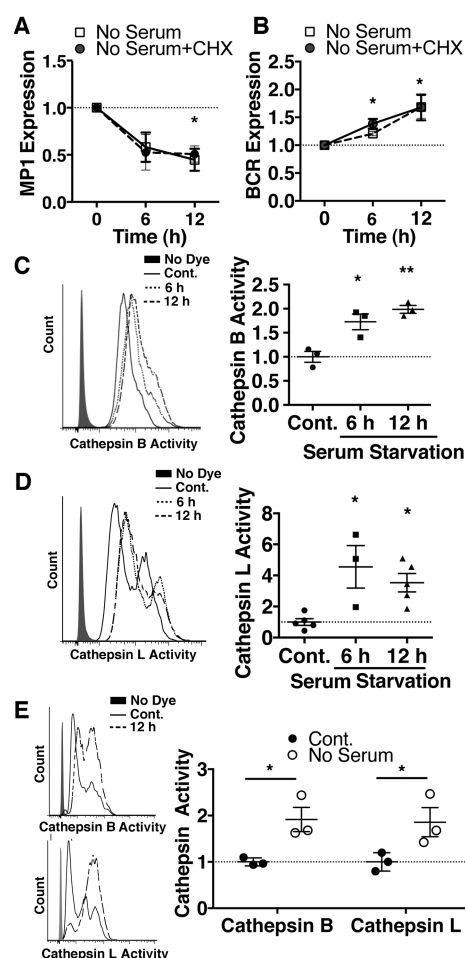 A
No Serum
No Serum+CHX
MP1 Expression
1.5
1.0
0.5
0.0
*
0 6 12
Time (h)
B
No Serum
No Serum+CHX
BCR Expression
2.5
2.0
1.5
1.0
0.5
0.0
* *
0 6 12
Time (h)
C
No Dye
Cont.
6 h
12 h
Count
Cathepsin B Activity
Cathepsin B Activity
2.5
2.0
1.5
1.0
0.5
0.0
* **
Cont. 6 h 12 h
Serum Starvation
D
No Dye
Cont.
6 h
12 h
Count
Cathepsin L Activity
Cathepsin L Activity
8
6
4
2
0
* *
Cont. 6 h 12 h
Serum Starvation
E
No Dye
Cont.
12 h
Count
Cathepsin B Activity
Count
Cathepsin L Activity
Cont.
No Serum
Cathepsin Activity
3
2
1
0
* *
Cathepsin B Cathepsin L